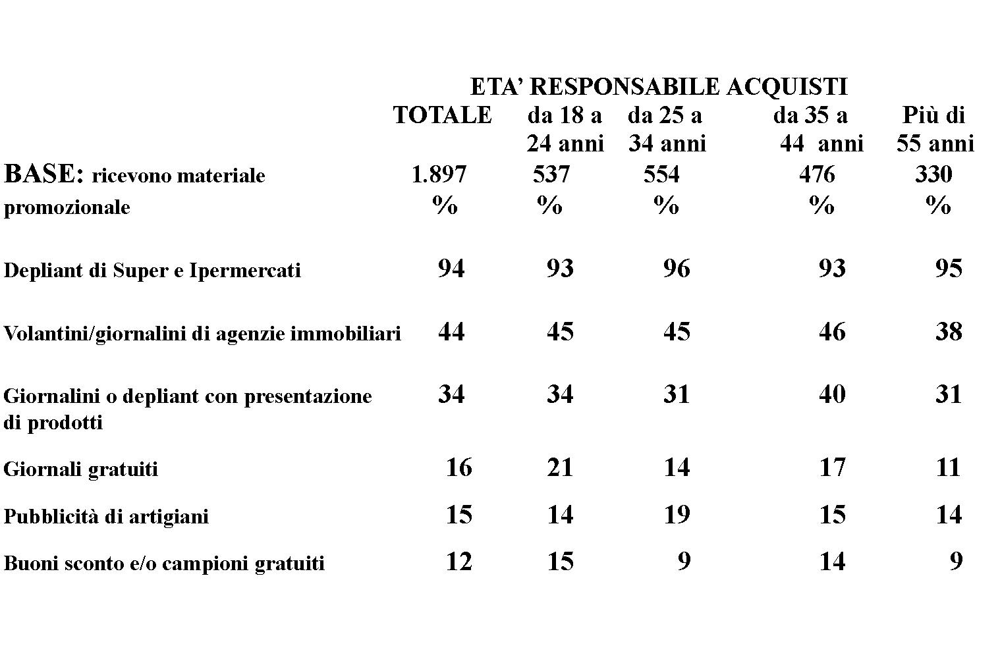 ETA’ RESPONSABILE ACQUISTI
TOTALE da 18 a da 25 a da 35 a Più di
24 anni 34 anni 44 anni 55 anni
BASE: ricevono materiale 1.897 537 554 476 330
promozionale % % % % %
Depliant di Super e Ipermercati 94 93 96 93 95
Volantini/giornalini di agenzie immobiliari 44 45 45 46 38
Giornalini o depliant con presentazione 34 34 31 40 31
di prodotti
Giornali gratuiti 16 21 14 17 11
Pubblicità di artigiani 15 14 19 15 14
Buoni sconto e/o campioni gratuiti 12 15 9 14 9